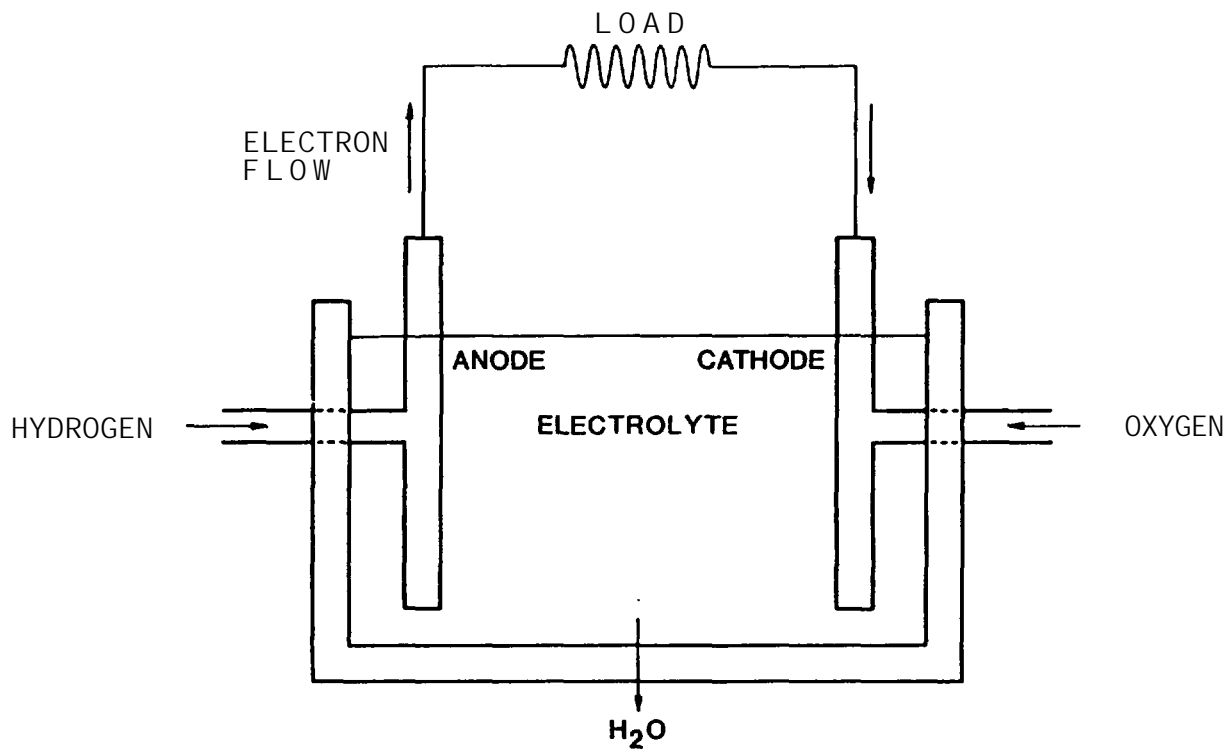 LOAD
ELECTRON
FLOW
ANODE
CATHODE
HYDROGEN
ELECTROLYTE
OXYGEN
H₂O